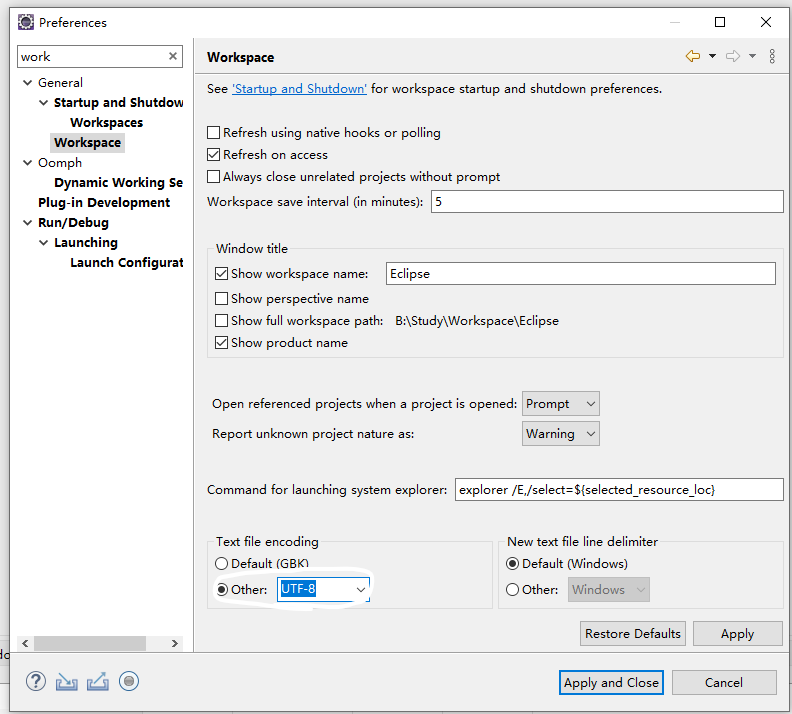 Preferences
work
Workspace
General
Startup and Shutdow
Workspaces
Workspace
Oomph
Dynamic Working Se
Plug-in Development
Run/Debug
Launching
Launch Configurat
See 'Startup and Shutdown' for workspace startup and shutdown preferences.
Refresh using native hooks or polling
Refresh on access
Always close unrelated projects without prompt
Workspace save interval (in minutes): 5
Window title
Show workspace name: Eclipse
Show perspective name
Show full workspace path: B:\Study\Workspace\Eclipse
Show product name
Open referenced projects when a project is opened: Prompt
Report unknown project nature as: Warning
Command for launching system explorer: explorer /E,/select=${selected_resource_loc}
Text file encoding
Default (GBK)
Other: UTF-8
New text file line delimiter
Default (Windows)
Other: Windows
Restore Defaults Apply
Apply and Close Cancel